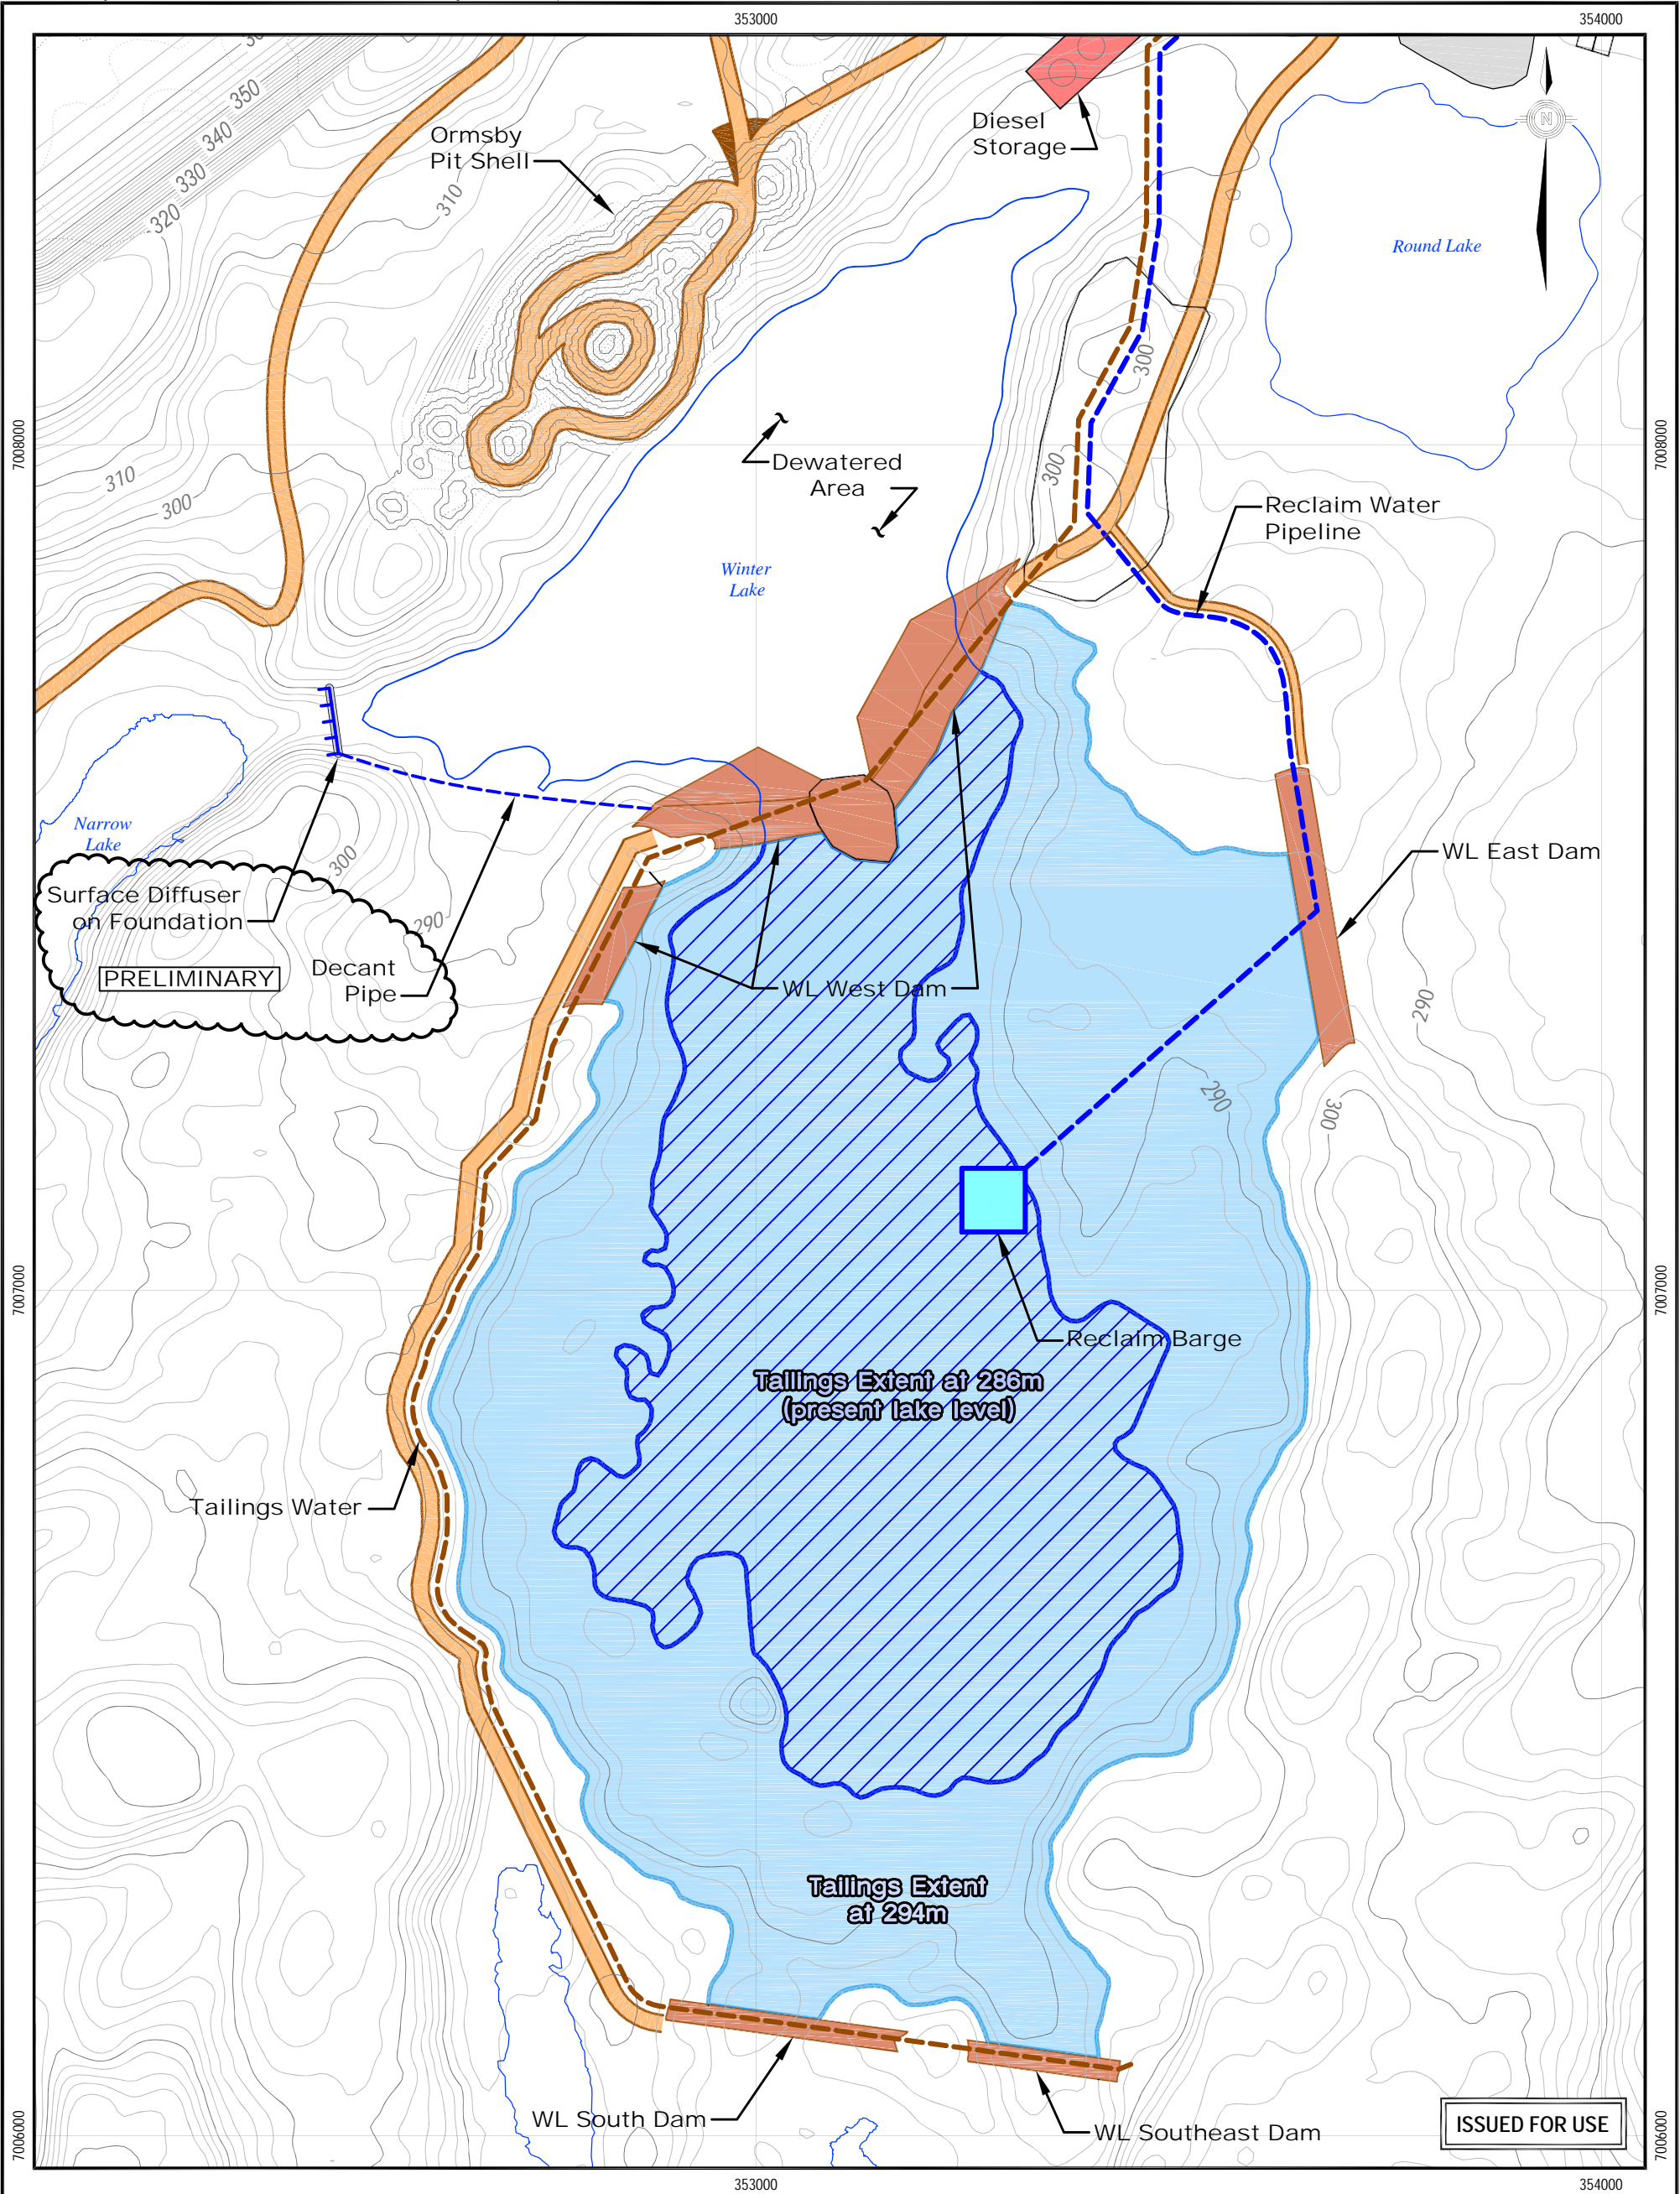 353000
354000
350
340
330
320
310
Ormsby
Pit Shell
Diesel
Storage
N
Round Lake
300
7008000
7008000
Dewatered
Area
300
310
300
Reclaim Water
Pipeline
Winter
Lake
Narrow
Lake
300
WL East Dam
Surface Diffuser
on Foundation
290
PRELIMINARY
Decant
Pipe
WL West Dam
290
290
300
7007000
7007000
Reclaim Barge
Tailings Extent at 286m
(present lake level)
Tailings Water
Tailings Extent
at 294m
WL South Dam
WL Southeast Dam
ISSUED FOR USE
7006000
7006000
353000
354000